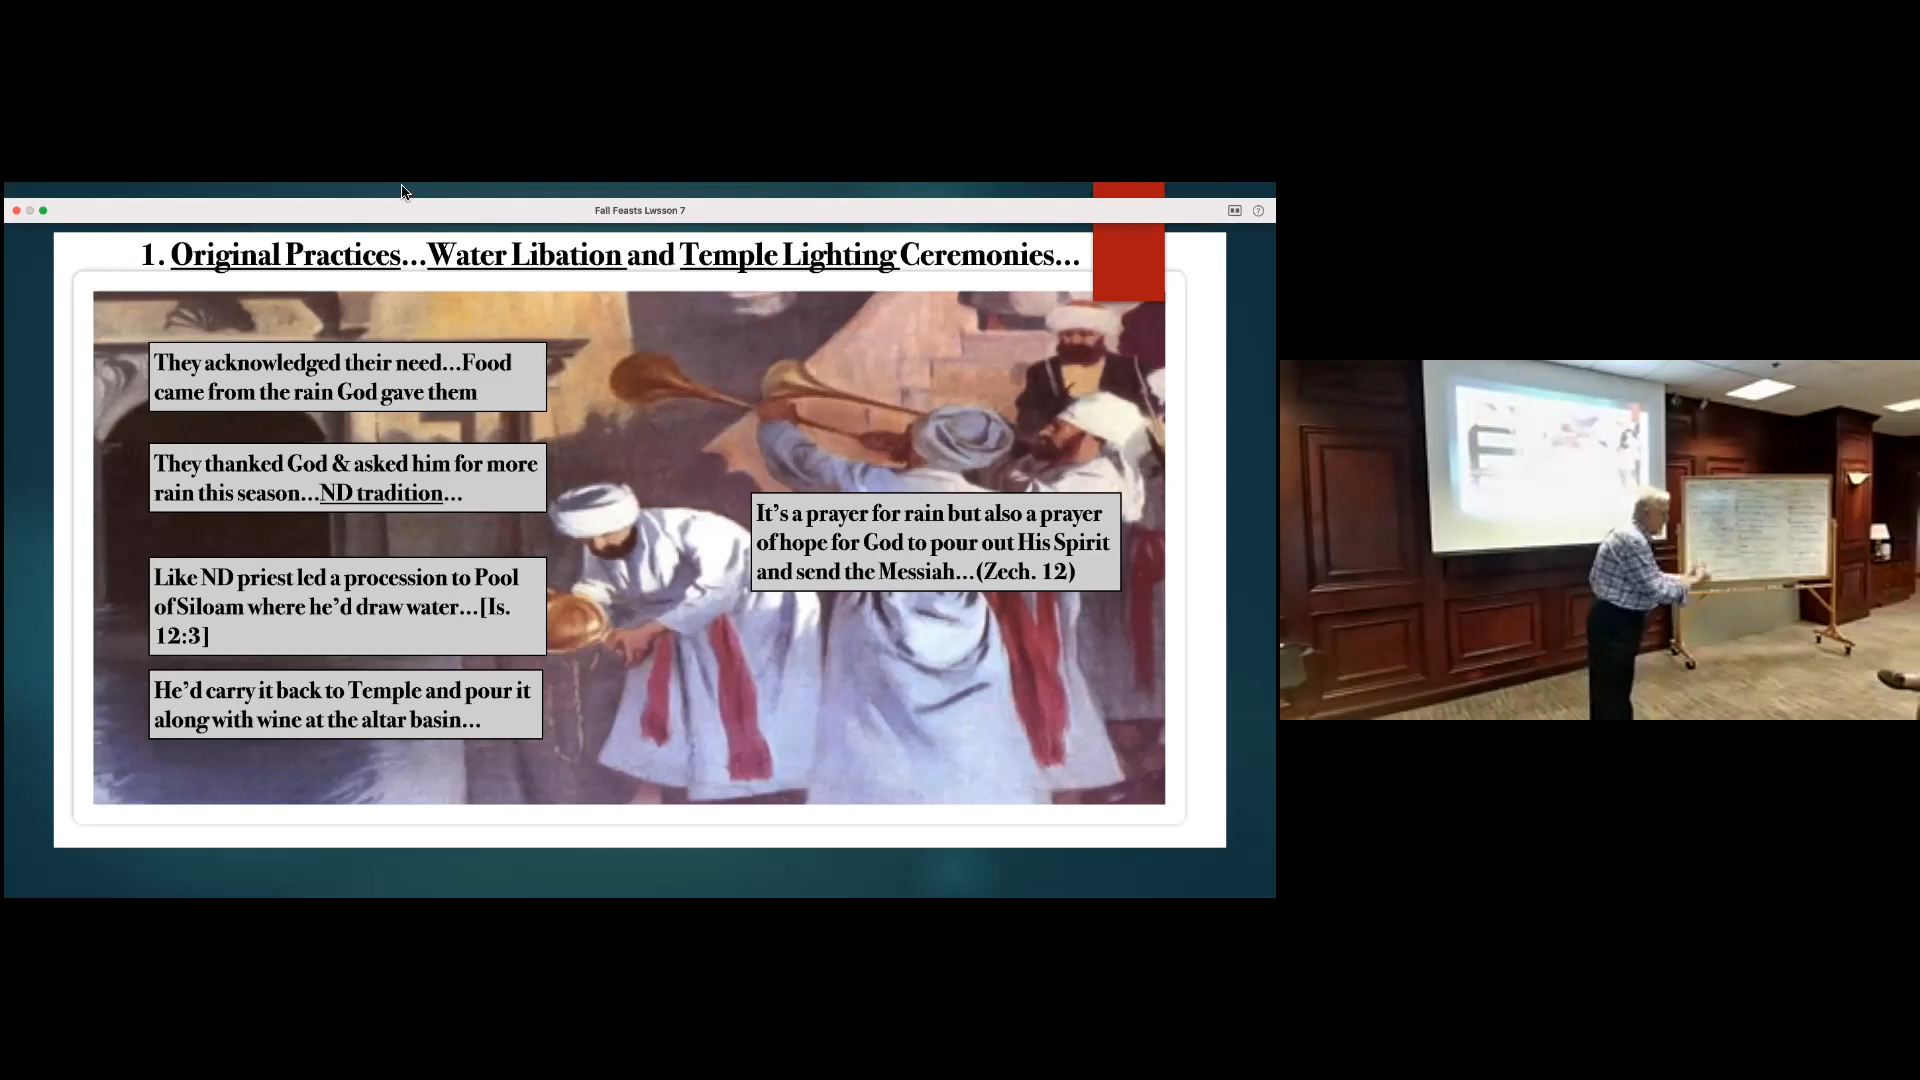 Fall Feasts Lwsson 7
1. Original Practices...Water Libation and Temple Lighting Ceremonies...
They acknowledged their need...Food
came from the rain God gave them
They thanked God & asked him for more
rain this season...ND tradition...
Like ND priest led a procession to Pool
of Siloam where he'd draw water...[Is.
12:3]
He'd carry it back to Temple and pour it
along with wine at the altar basin...
It's a prayer for rain but also a prayer
of hope for God to pour out His Spirit
and send the Messiah...(Zech. 12)